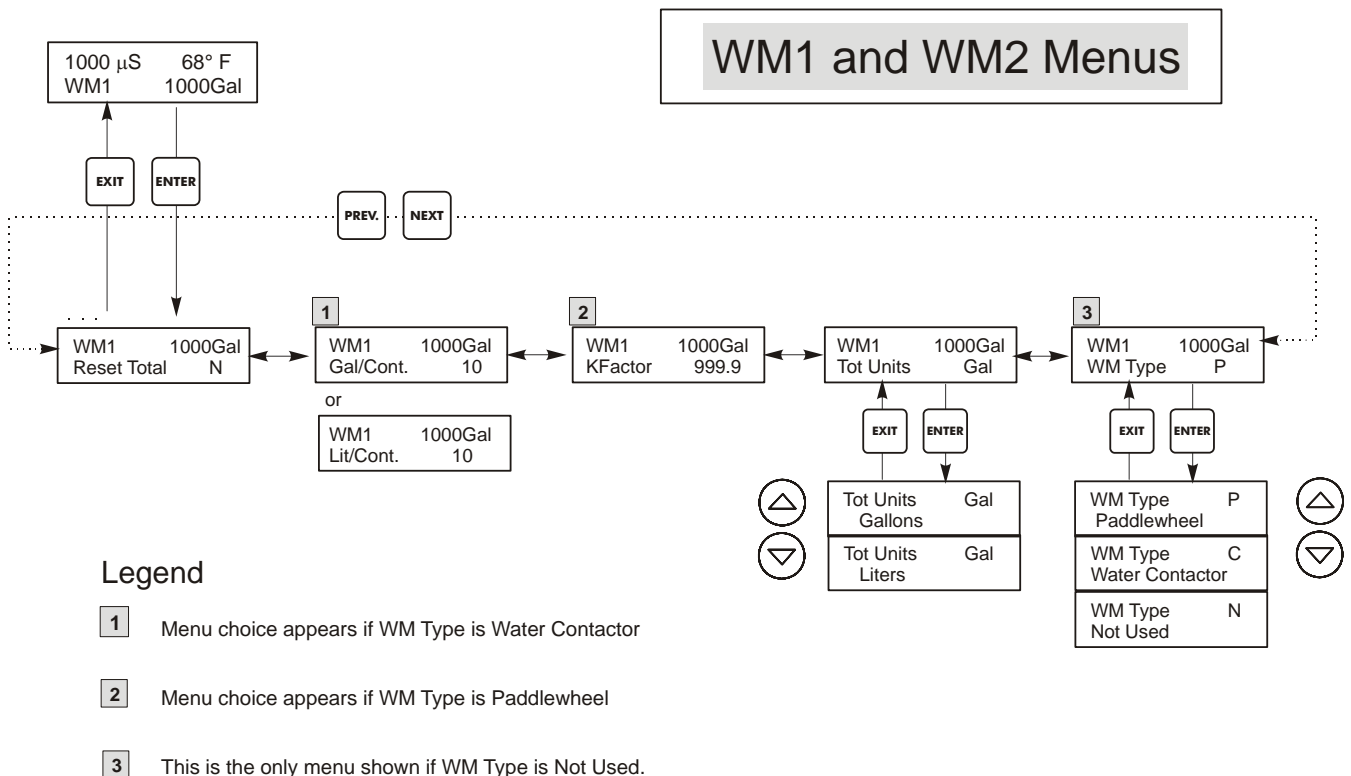 WM1 and WM2 Menus
1000 µS 68° F
WM1 1000Gal
EXIT
ENTER
PREV.
NEXT
. . .
WM1 1000Gal
Reset Total N
1
WM1 1000Gal
Gal/Cont. 10
or
WM1 1000Gal
Lit/Cont. 10
2
WM1 1000Gal
KFactor 999.9
WM1 1000Gal
Tot Units Gal
EXIT
ENTER
Tot Units Gal
Gallons
Tot Units Gal
Liters
3
WM1 1000Gal
WM Type P
EXIT
ENTER
WM Type P
Paddlewheel
WM Type C
Water Contactor
WM Type N
Not Used
Legend
1 Menu choice appears if WM Type is Water Contactor
2 Menu choice appears if WM Type is Paddlewheel
3 This is the only menu shown if WM Type is Not Used.